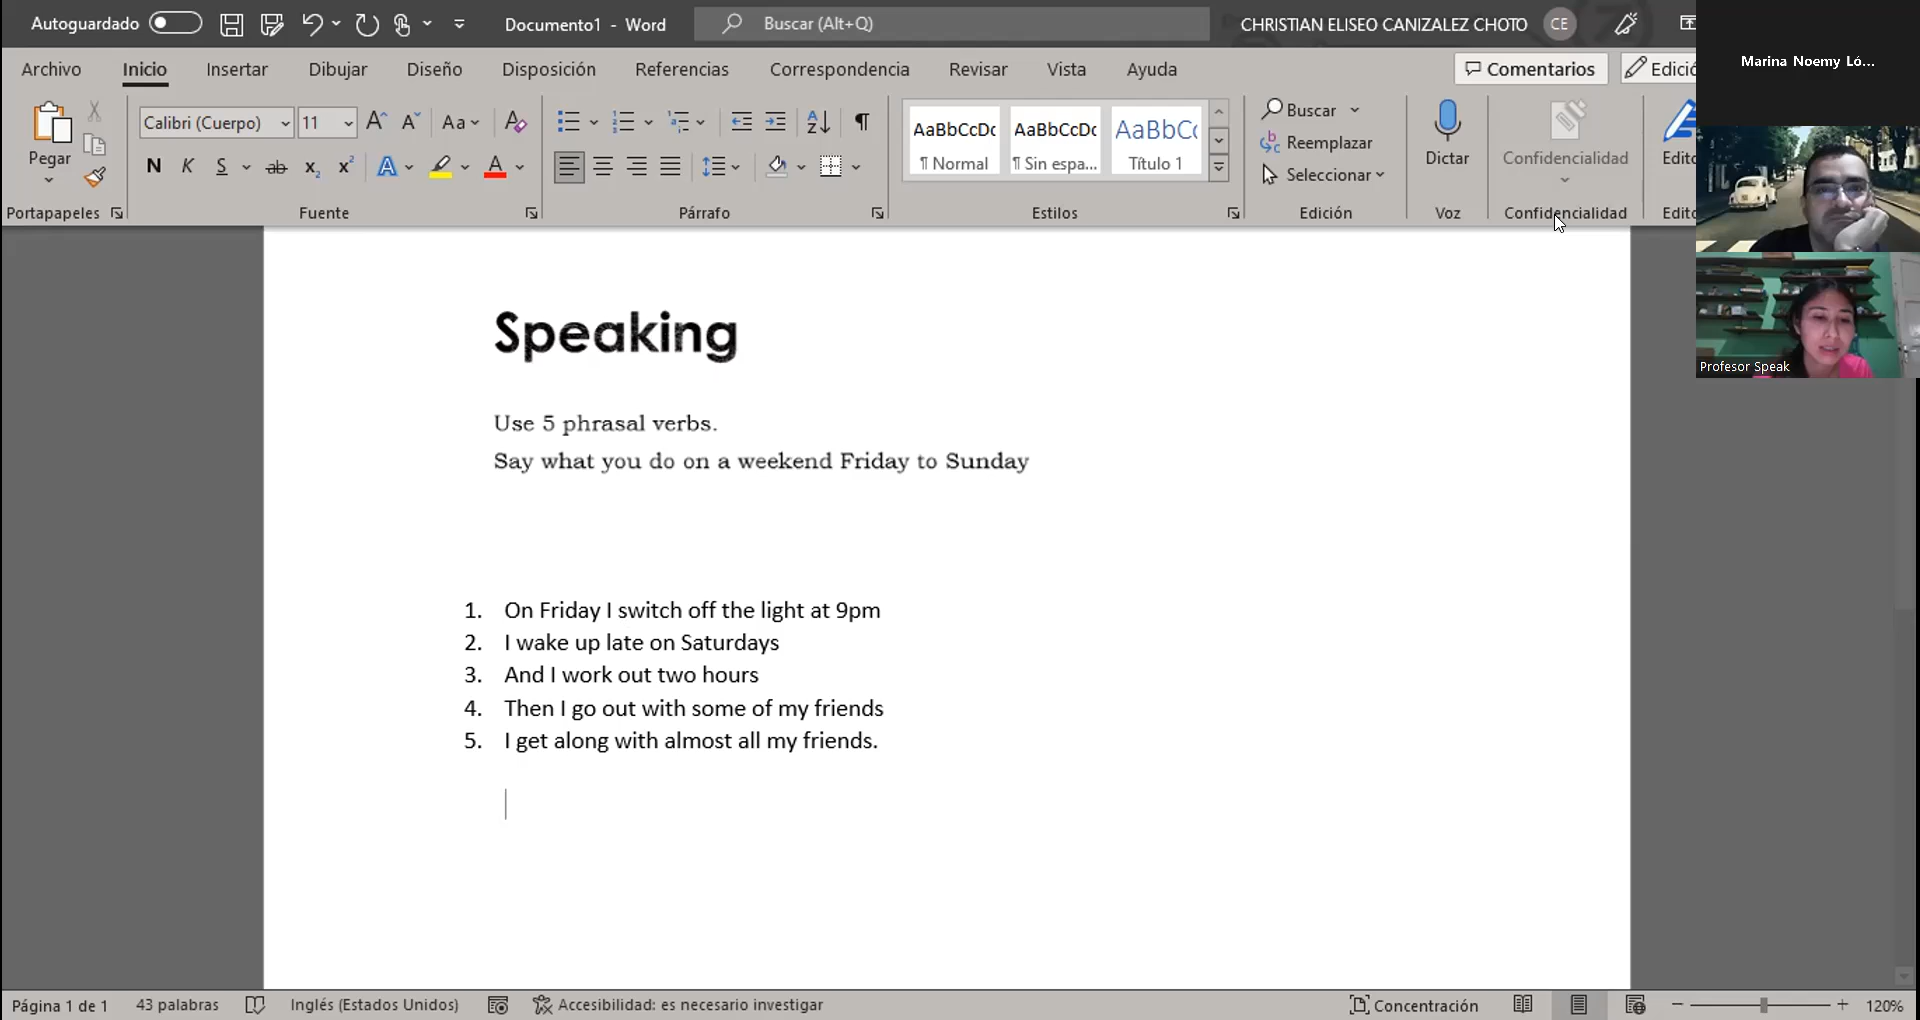 Autoguardado
Documento1 - Word
Buscar (Alt+Q)
CHRISTIAN ELISEO CANIZALEZ CHOTO
CE
Archivo Inicio Insertar Dibujar Diseño Disposición Referencias Correspondencia Revisar Vista Ayuda
Comentarios
Edició
Marina Noemy Ló...
Pegar
Portapapeles
Calibri (Cuerpo) 11
Aa
N K S ab x₂ x²
A A
Fuente
Párrafo
AaBbCcDc AaBbCcDc AaBbC
¶ Normal ¶ Sin espa... Título 1
Estilos
Buscar
Reemplazar
Seleccionar
Edición
Dictar
Voz
Confidencialidad
Confidencialidad
Edito
Edito
Profesor Speak
Speaking
Use 5 phrasal verbs.
Say what you do on a weekend Friday to Sunday
1. On Friday I switch off the light at 9pm
2. I wake up late on Saturdays
3. And I work out two hours
4. Then I go out with some of my friends
5. I get along with almost all my friends.
Página 1 de 1 43 palabras Inglés (Estados Unidos) Accesibilidad: es necesario investigar Concentración 120%